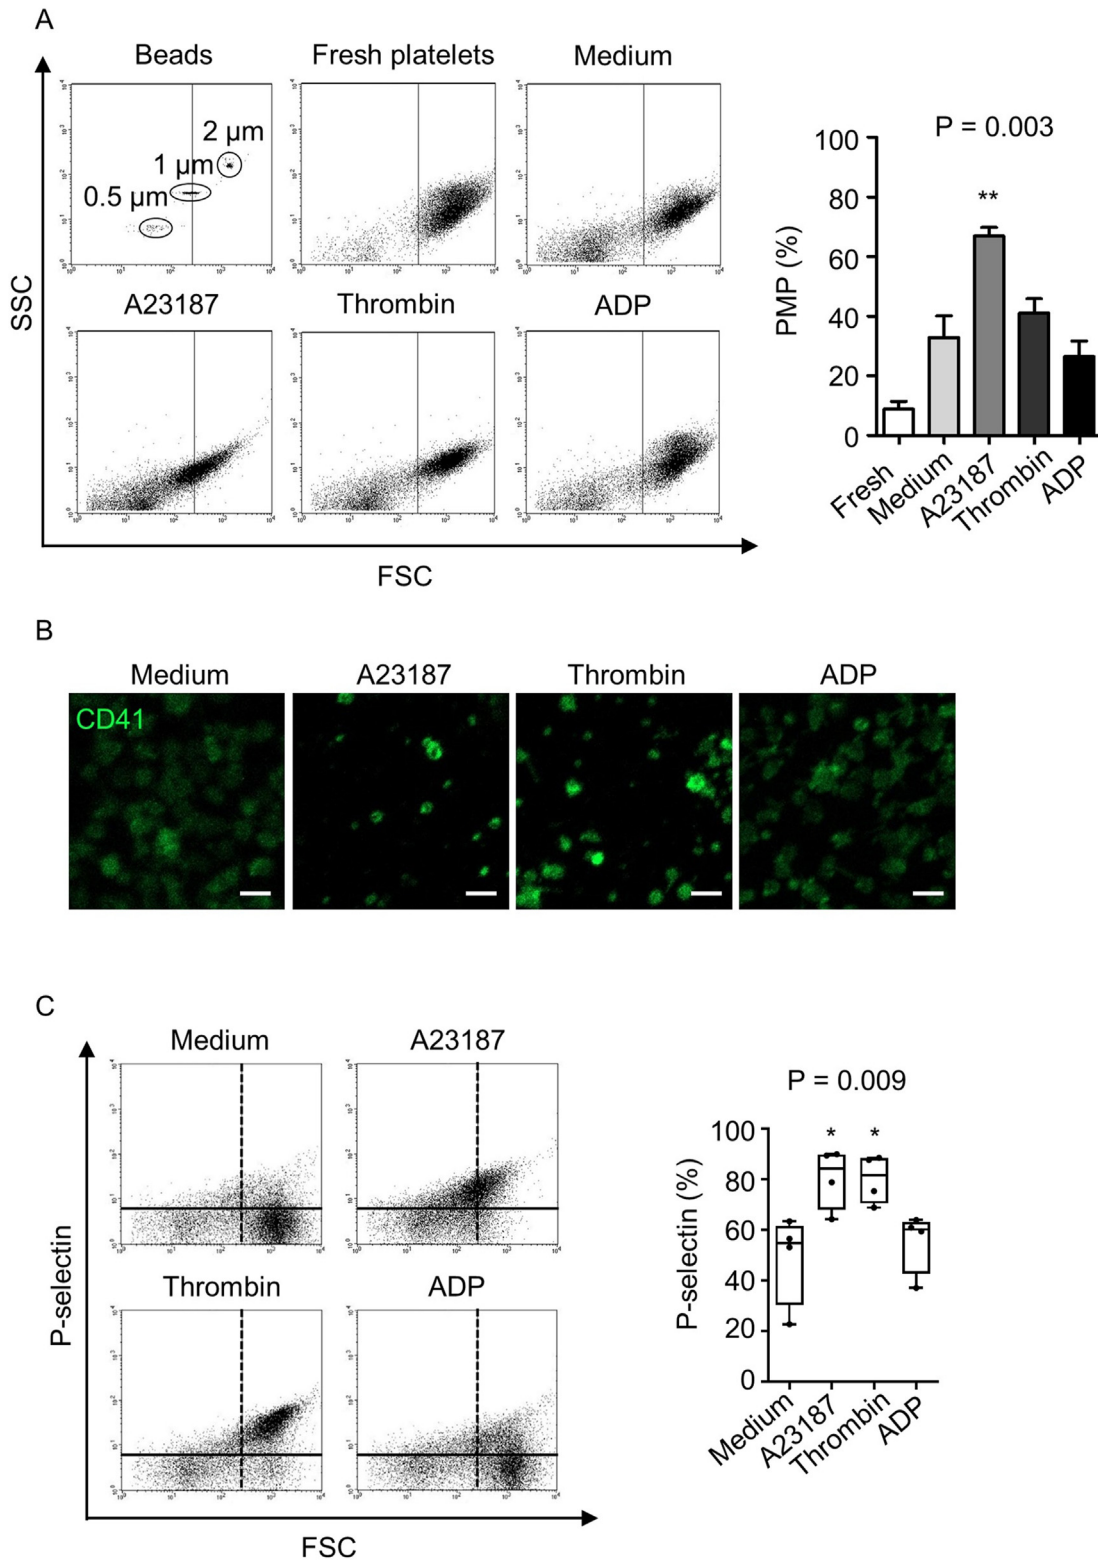 A
Beads
Fresh platelets
Medium
2 µm
1 µm
0.5 µm
A23187
Thrombin
ADP
SSC
FSC
P = 0.003
**
PMP (%)
100
80
60
40
20
0
Fresh
Medium
A23187
Thrombin
ADP
B
Medium
A23187
Thrombin
ADP
CD41
C
Medium
A23187
Thrombin
ADP
P-selectin
FSC
P = 0.009
* *
P-selectin (%)
100
80
60
40
20
0
Medium
A23187
Thrombin
ADP